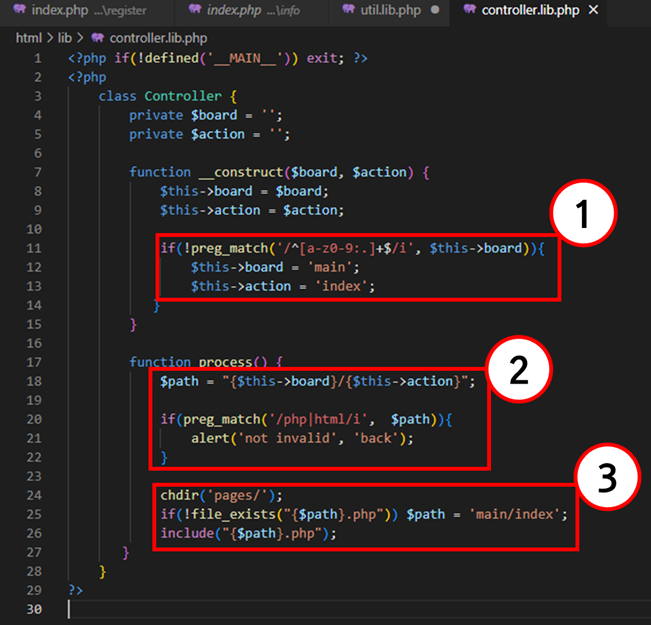 index.php ...\register index.php ...\info util.lib.php controller.lib.php
html > lib > controller.lib.php
1 <?php if(!defined('__MAIN__')) exit; ?>
2 <?php
3 class Controller {
4 private $board = '';
5 private $action = '';
6
7 function __construct($board, $action) {
8 $this->board = $board;
9 $this->action = $action;
10
1
11 if(!preg_match('/^[a-z0-9:.]+$/i', $this->board)){
12 $this->board = 'main';
13 $this->action = 'index';
14 }
15 }
16
17 function process() {
2
18 $path = "{$this->board}/{$this->action}";
19
20 if(preg_match('/php|html/i', $path)){
21 alert('not invalid', 'back');
22 }
23
3
24 chdir('pages/');
25 if(!file_exists("{$path}.php")) $path = 'main/index';
26 include("{$path}.php");
27 }
28 }
29 ?>
30